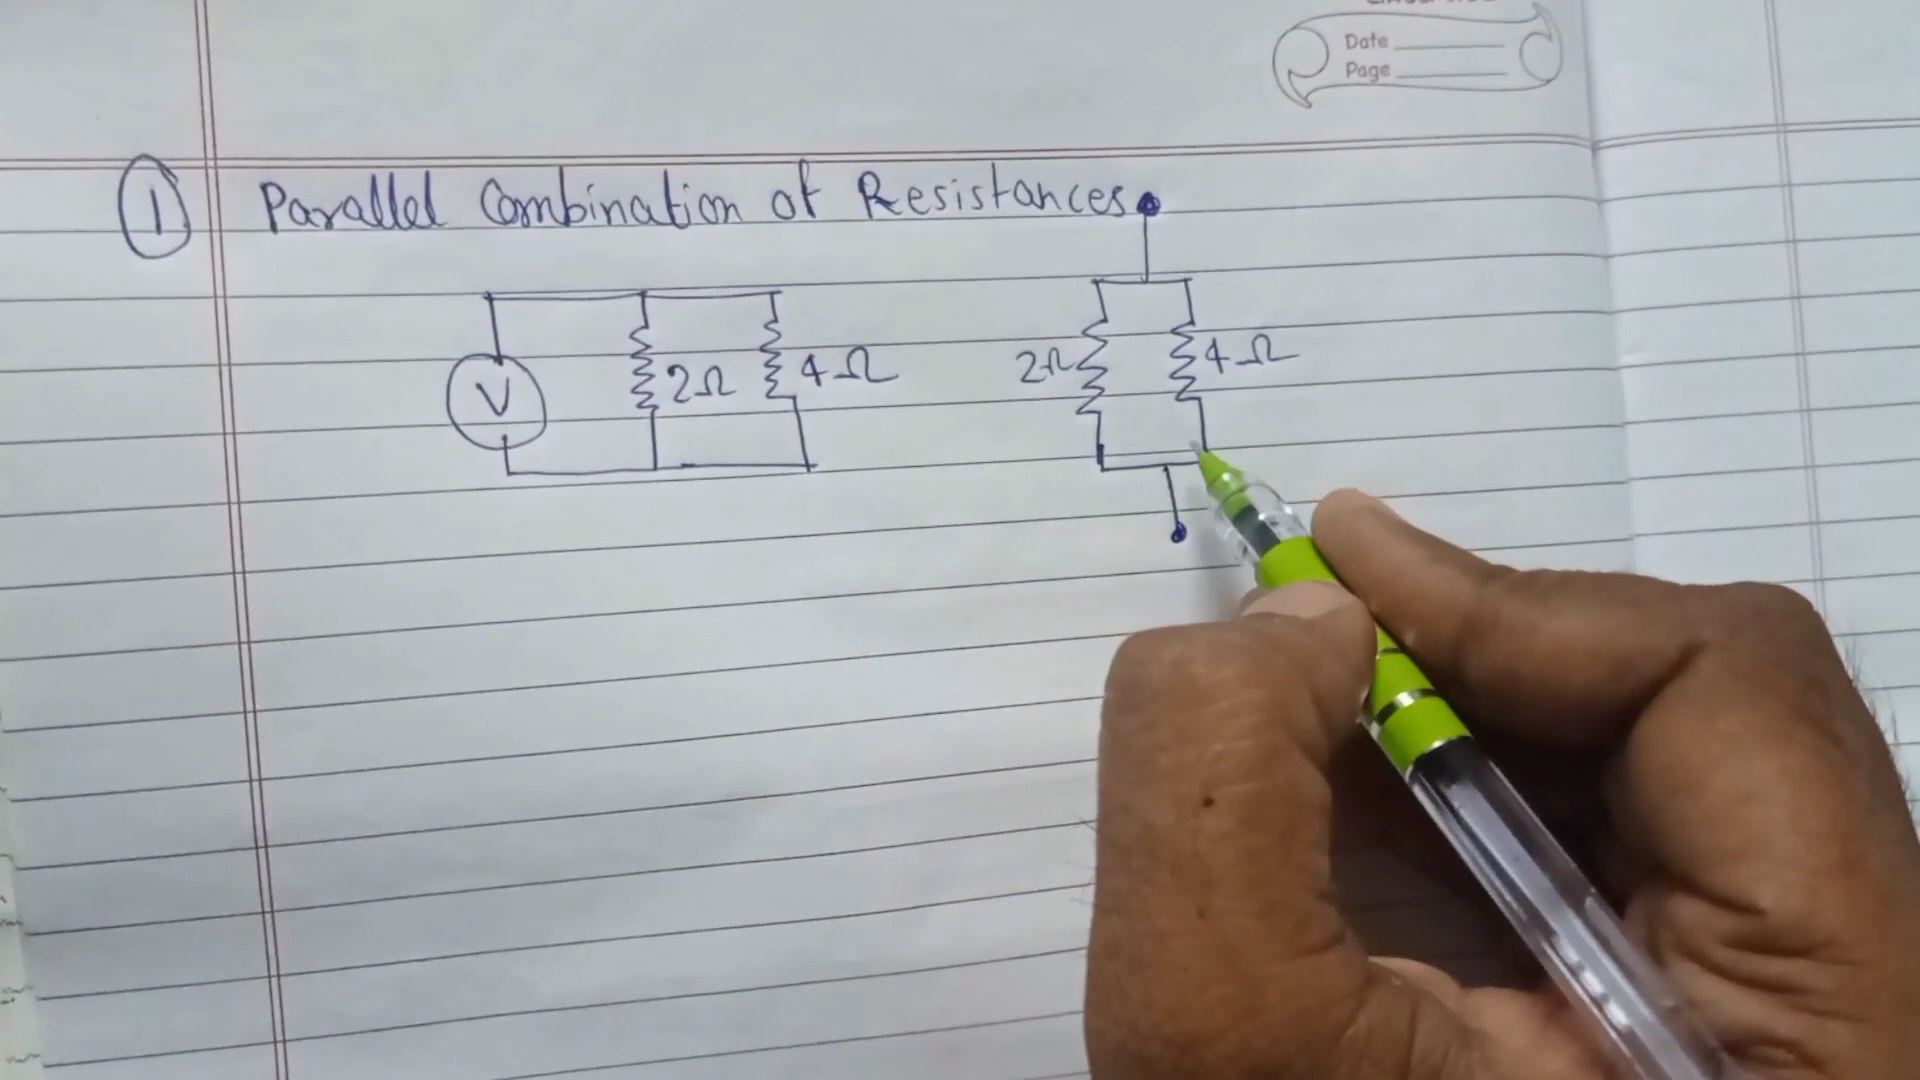 Date
Page
1 Parallel Combination of Resistances
V 2Ω 4Ω
2Ω 4Ω